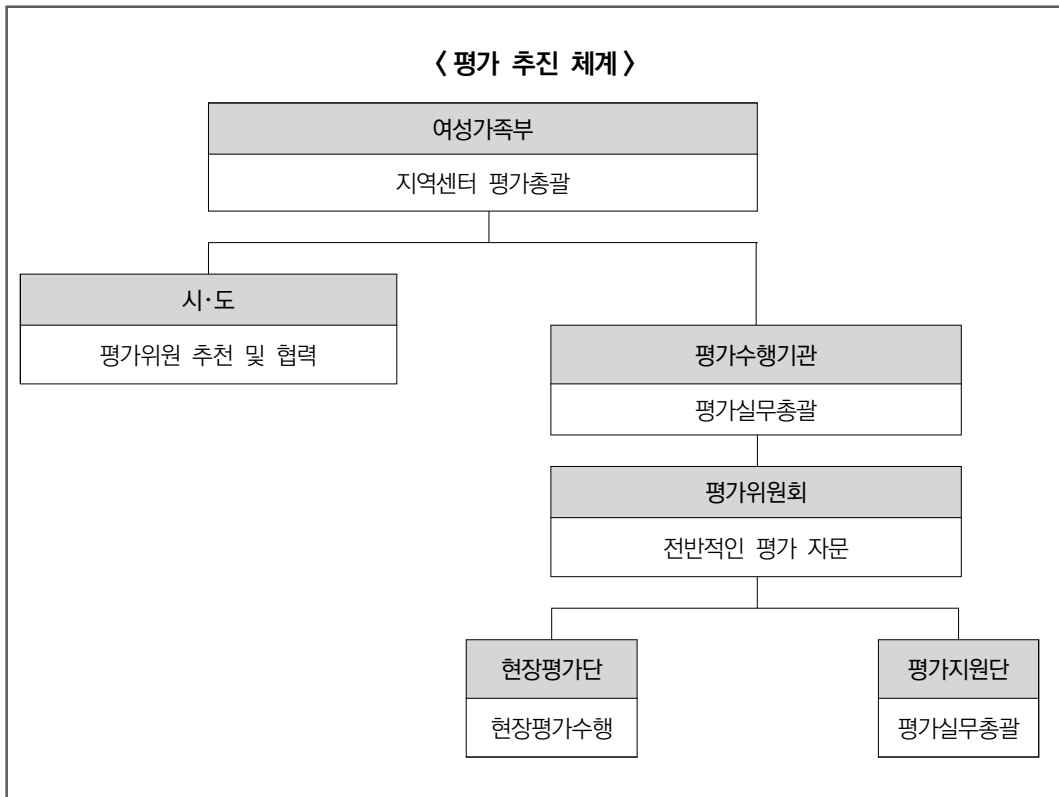 〈 평가 추진 체계 〉
여성가족부
지역센터 평가총괄
시·도
평가위원 추천 및 협력
평가수행기관
평가실무총괄
평가위원회
전반적인 평가 자문
현장평가단
현장평가수행
평가지원단
평가실무총괄